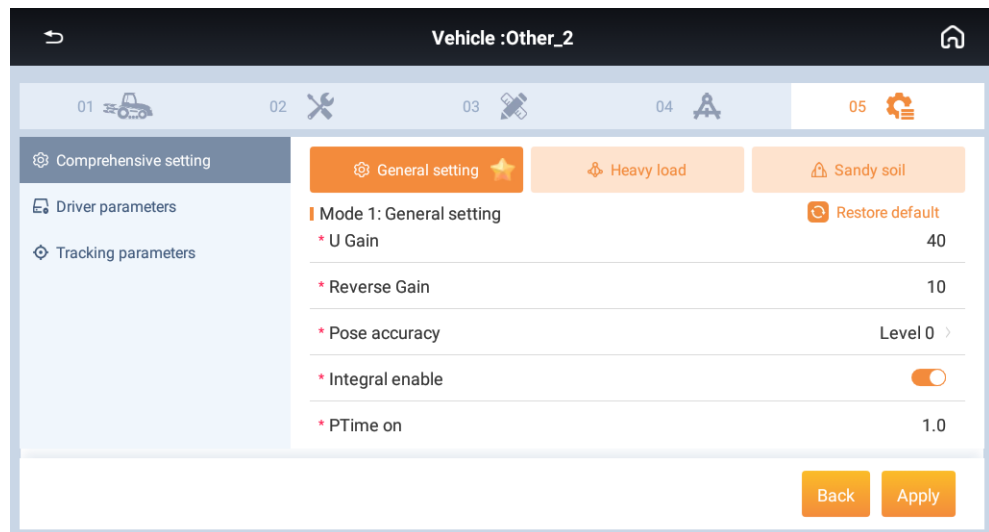 Vehicle :Other_2
01 02 03 04 05
Comprehensive setting
Driver parameters
Tracking parameters
General setting Heavy load Sandy soil
Mode 1: General setting Restore default
* U Gain 40
* Reverse Gain 10
* Pose accuracy Level 0
* Integral enable
* PTime on 1.0
Back Apply